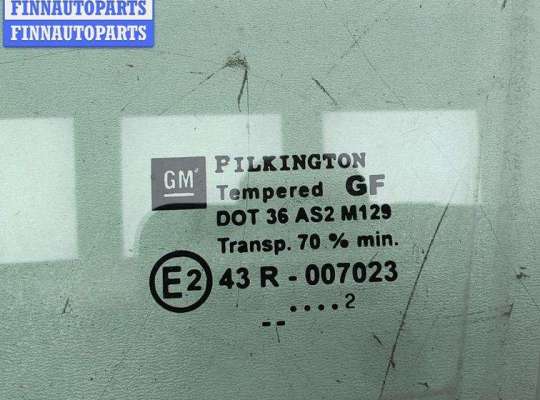 FINNAUTOPARTS
FINNAUTOPARTS
GM PILKINGTON
Tempered GF
DOT 36 AS2 M129
Transp. 70 % min.
E2 43 R - 007023
.... 2
--